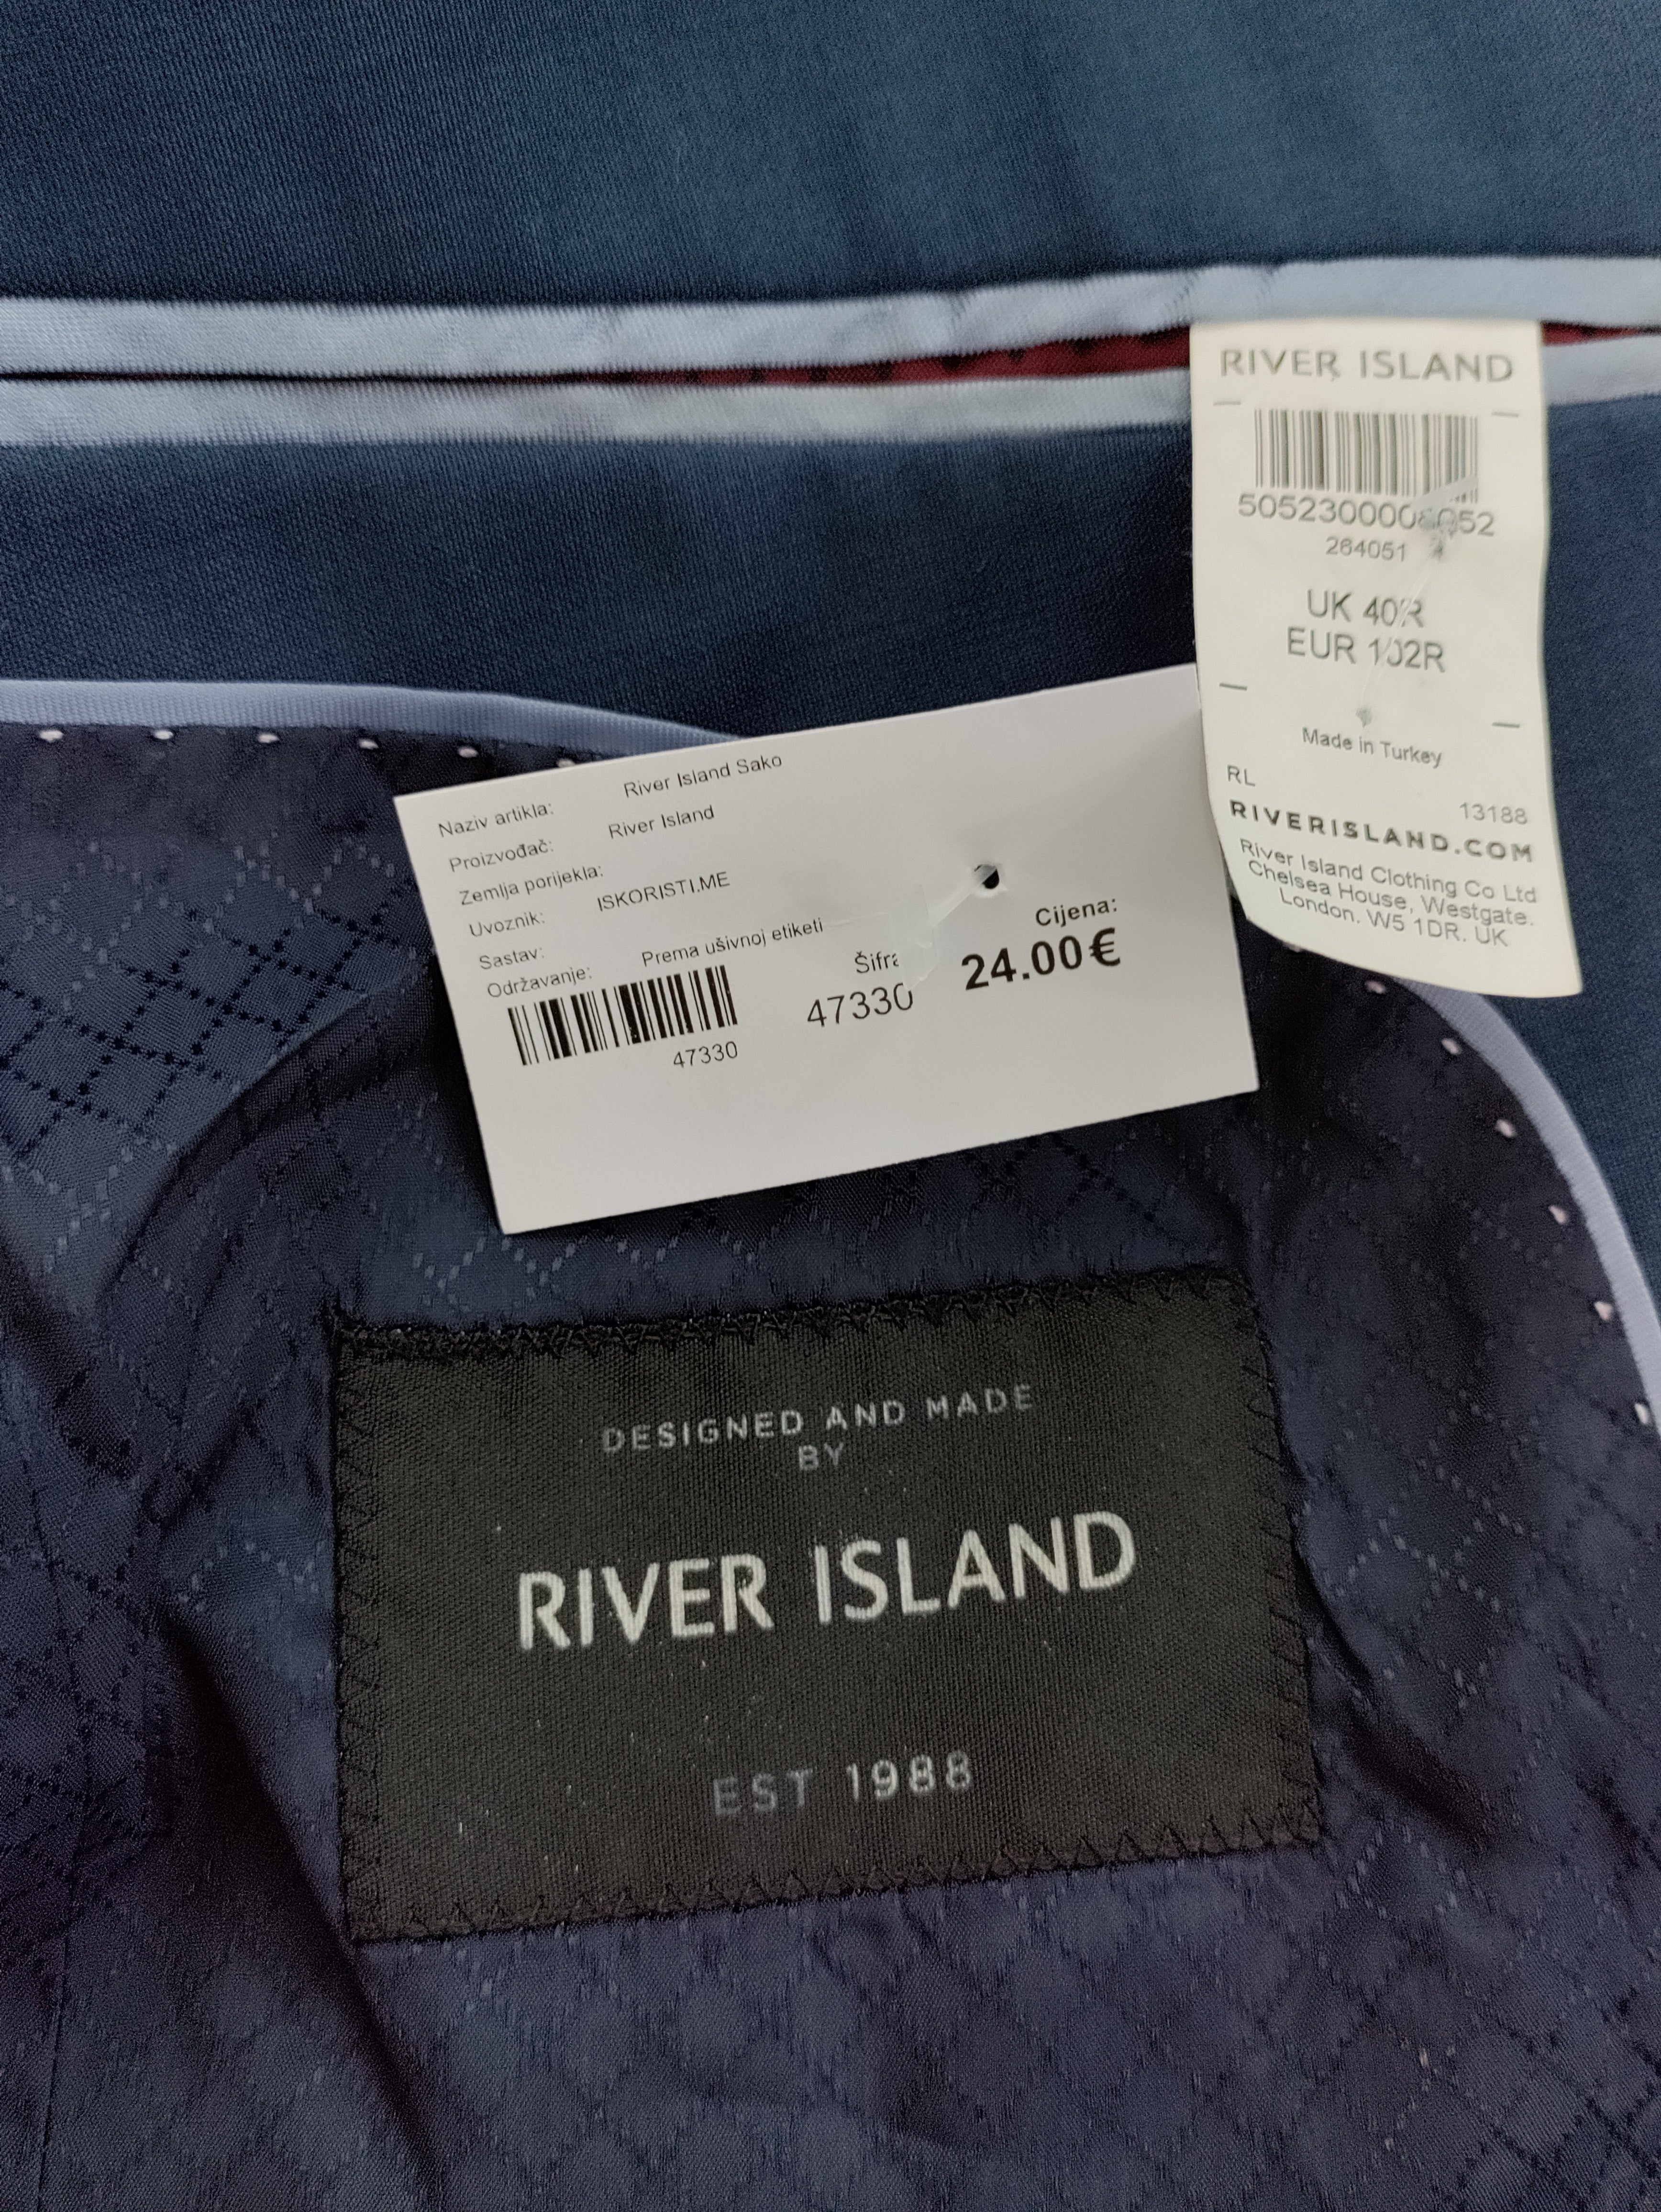 RIVER ISLAND
264051
UK 40R
EUR 102R
Made in Turkey
RL
13188
RIVERISLAND.COM
River Island Clothing Co Ltd
Chelsea House, Westgate.
London. W5 1DR. UK
Naziv artikla: River Island Sako
Proizvođač: River Island
Zemlja porijekla:
Uvoznik: ISKORISTI.ME
Sastav:
Održavanje: Prema ušivnoj etiketi
47330
Šifra
47330
Cijena:
24.00€
DESIGNED AND MADE
BY
RIVER ISLAND
EST 1988